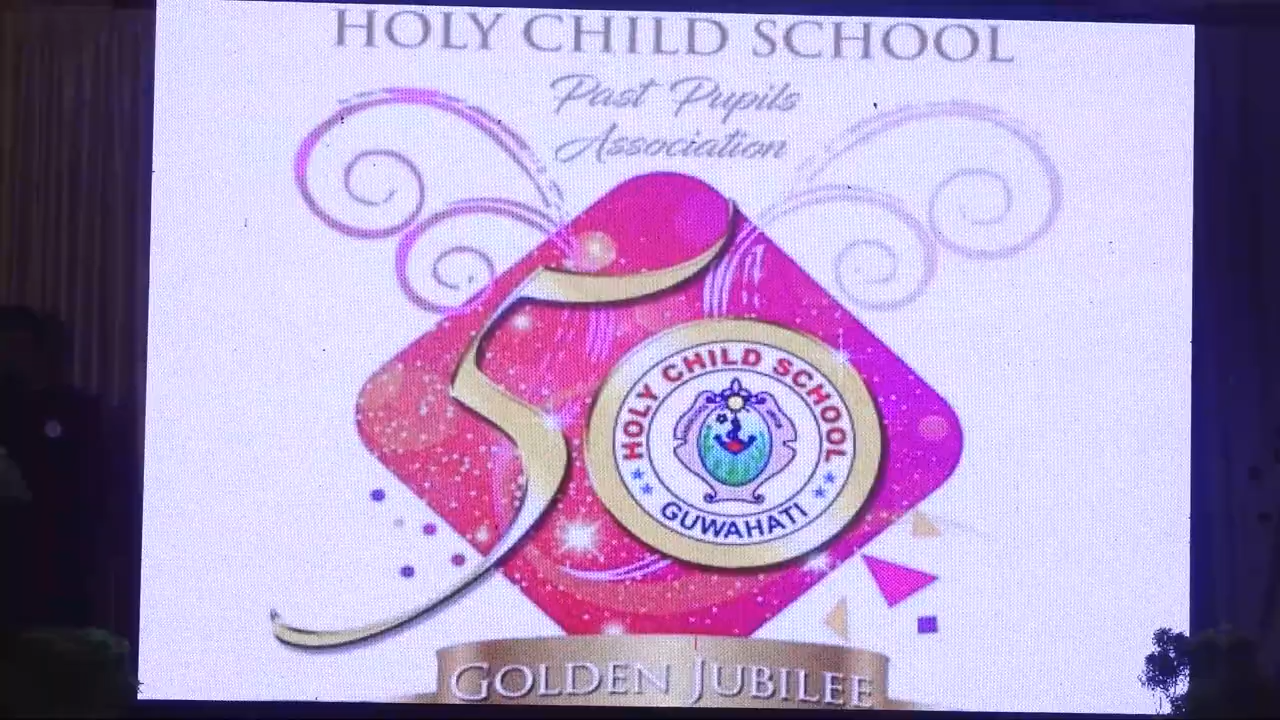 HOLY CHILD SCHOOL
Past Pupils
Association
50
HOLY CHILD SCHOOL
GUWAHATI
GOLDEN JUBILEE